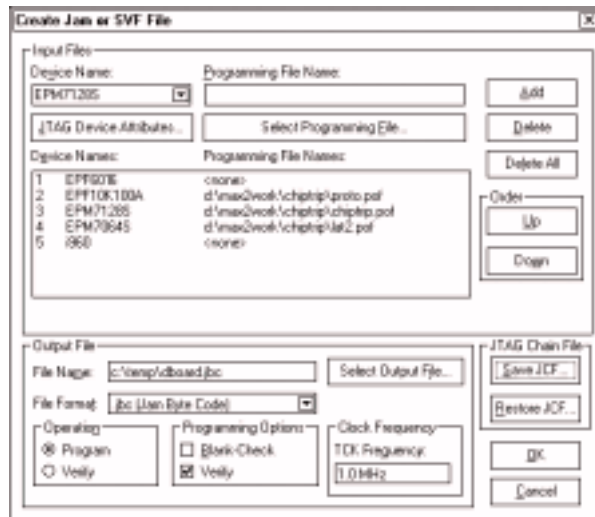 Create Jam or SVF File
Input Files
Device Name:
Programming File Name:
EPM7128S
Add
JTAG Device Attributes...
Select Programming File...
Delete
Device Names:
Programming File Names:
Delete All
1 EPF6016 <none>
2 EPF10K100A d:\max2work\chiptrip\proto.pof
3 EPM7128S d:\max2work\chiptrip\chiptrip.pof
4 EPM7064S d:\max2work\chiptrip\lat2.pof
5 i960 <none>
Order
Up
Down
Output File
JTAG Chain File
File Name: c:\temp\dboard.jbc
Select Output File...
Save JCF...
File Format: .jbc (Jam Byte Code)
Restore JCF...
Operation
Programming Options
Clock Frequency
Program
Blank-Check
TCK Frequency:
Verify
Verify
1.0 MHz
OK
Cancel